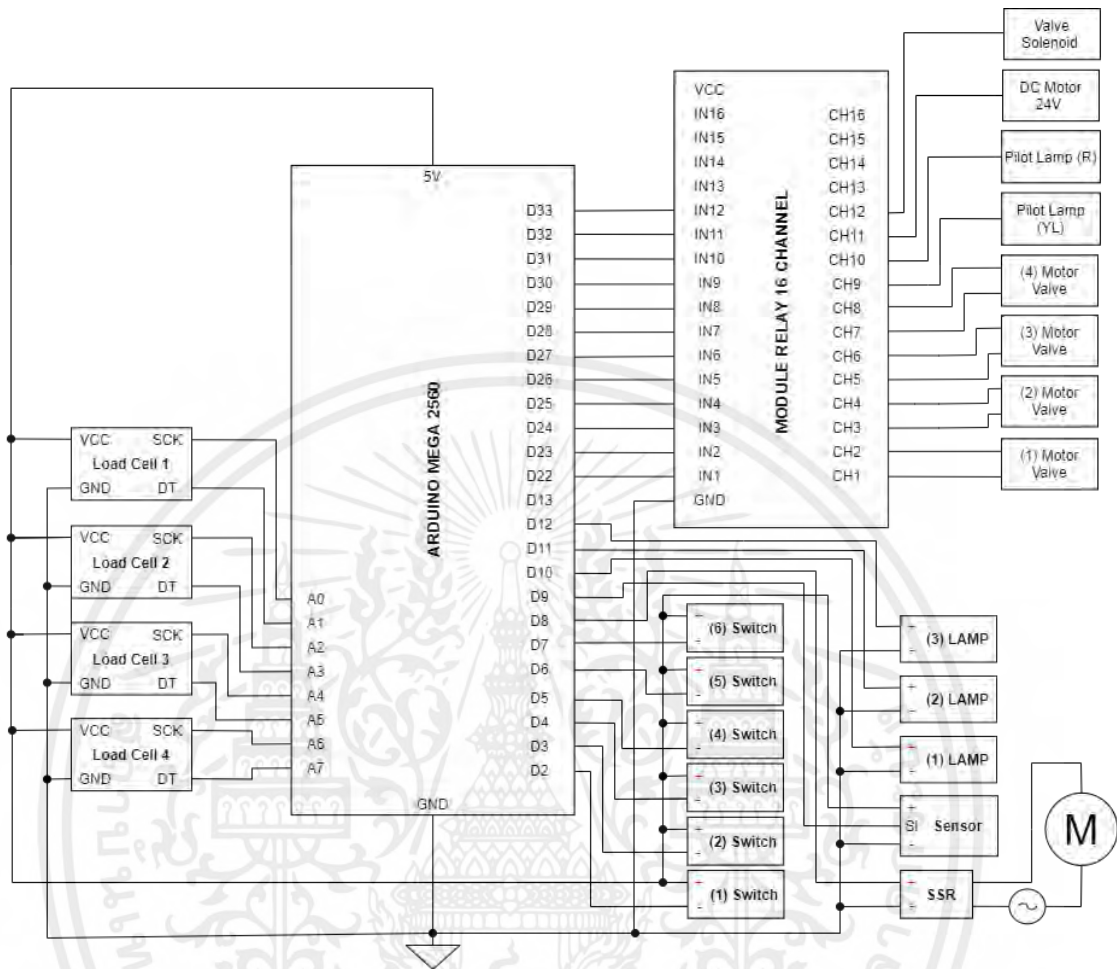 Valve
Solenoid
DC Motor
24V
Pilot Lamp (R)
Pilot Lamp
(YL)
(4) Motor
Valve
(3) Motor
Valve
(2) Motor
Valve
(1) Motor
Valve
MODULE RELAY 16 CHANNEL
VCC
IN16
IN15
IN14
IN13
IN12
IN11
IN10
IN9
IN8
IN7
IN6
IN5
IN4
IN3
IN2
IN1
GND
CH16
CH15
CH14
CH13
CH12
CH11
CH10
CH9
CH8
CH7
CH6
CH5
CH4
CH3
CH2
CH1
ARDUINO MEGA 2560
5V
D33
D32
D31
D30
D29
D28
D27
D26
D25
D24
D23
D22
D13
D12
D11
D10
D9
D8
D7
D6
D5
D4
D3
D2
A0
A1
A2
A3
A4
A5
A6
A7
GND
VCC SCK
Load Cell 1
GND DT
VCC SCK
Load Cell 2
GND DT
VCC SCK
Load Cell 3
GND DT
VCC SCK
Load Cell 4
GND DT
+
(6) Switch
-
+
(5) Switch
-
+
(4) Switch
-
+
(3) Switch
-
+
(2) Switch
-
+
(1) Switch
-
+
(3) LAMP
-
+
(2) LAMP
-
+
(1) LAMP
-
+
SI Sensor
-
+
SSR
-
M